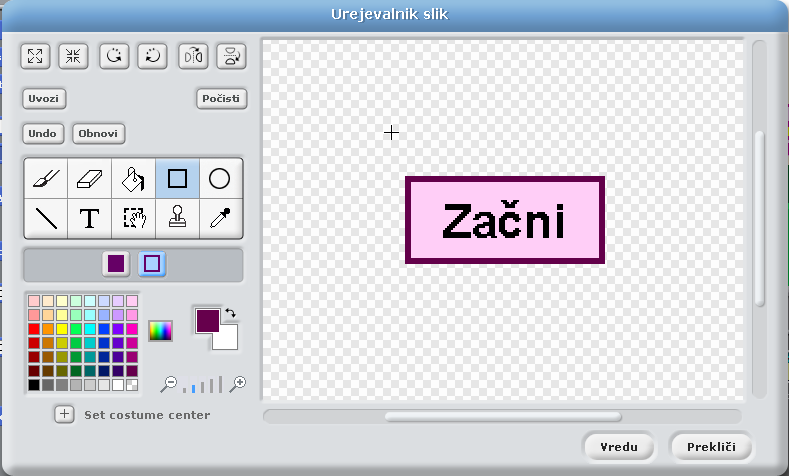 Urejevalnik slik
Uvozi
Počisti
Undo
Obnovi
T
Začni
Set costume center
Vredu
Prekliči